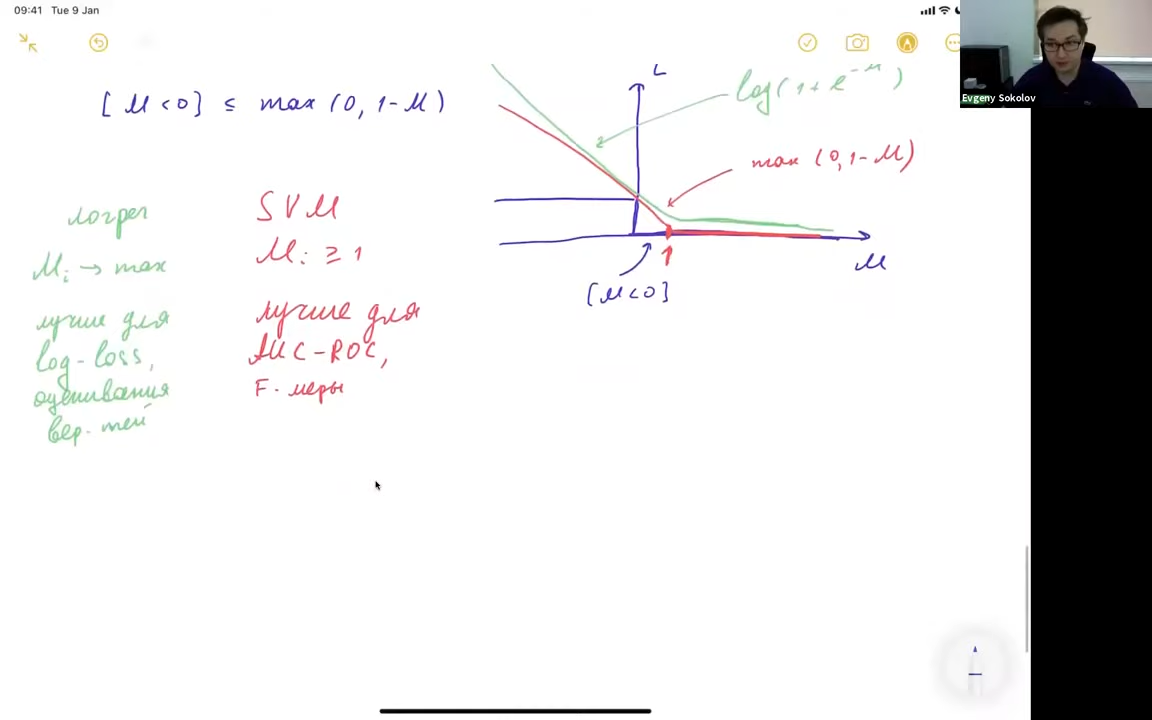 09:41 Tue 9 Jan
Evgeny Sokolov
[M<0] ≤ max(0, 1-M)
L
log(1+e^{-M})
max(0, 1-M)
1
M
[M<0]
логрег
M_i → max
лучше для
log-loss,
оценивания
вер-тей
SVM
M_i ≥ 1
лучше для
AUC-ROC,
F-меры